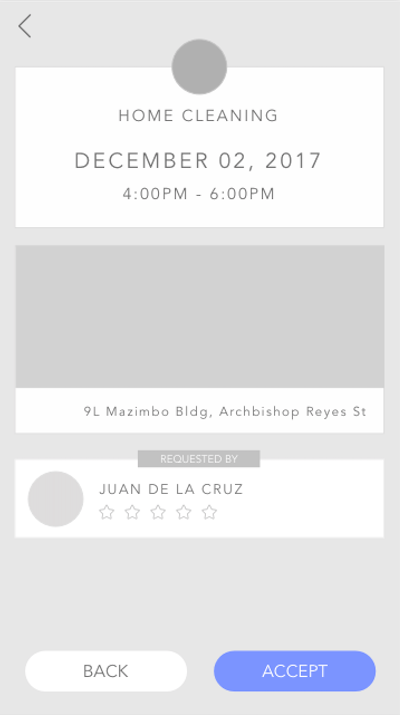 HOME CLEANING
DECEMBER 02, 2017
4:00PM - 6:00PM
9L Mazimbo Bldg, Archbishop Reyes St
REQUESTED BY
JUAN DE LA CRUZ
BACK
ACCEPT